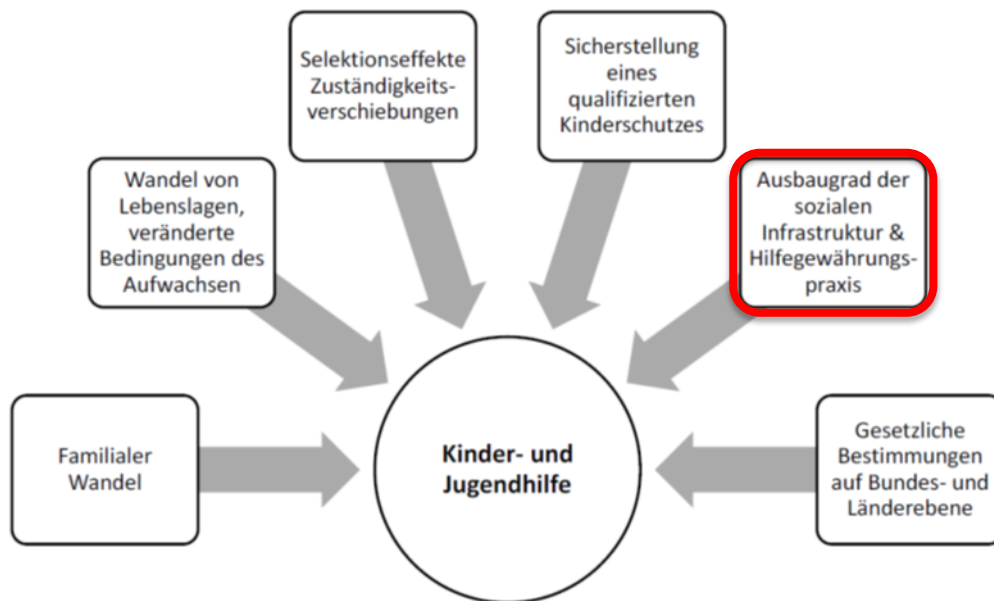 Selektionseffekte
Zuständigkeits-
verschiebungen
Sicherstellung
eines
qualifizierten
Kinderschutzes
Wandel von
Lebenslagen,
veränderte
Bedingungen des
Aufwachsen
Ausbaugrad der
sozialen
Infrastruktur &
Hilfegewährungs-
praxis
Familialer
Wandel
Kinder- und
Jugendhilfe
Gesetzliche
Bestimmungen
auf Bundes- und
Länderebene